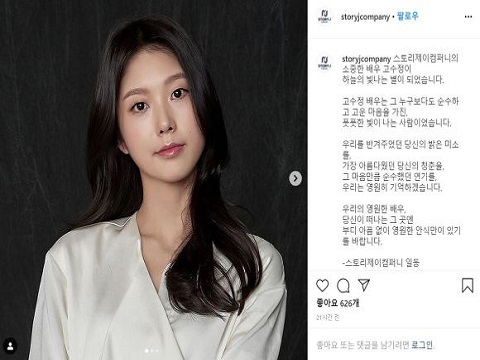 storyjcompany • 팔로우
storyjcompany 스토리제이컴퍼니의
소중한 배우 고수정이
하늘의 빛나는 별이 되었습니다.
고수정 배우는 그 누구보다도 순수하
고 고운 마음을 가진,
풋풋한 빛이 나는 사람이었습니다.
우리를 반겨주었던 당신의 밝은 미소
를,
가장 아름다웠던 당신의 청춘을,
그 마음만큼 순수했던 연기를,
우리는 영원히 기억하겠습니다.
우리의 영원한 배우,
당신이 떠나는 그 곳엔
부디 아픔 없이 영원한 안식만이 있기
를 바랍니다.
-스토리제이컴퍼니 일동
좋아요 626개
21시간 전
좋아요 또는 댓글을 남기려면 로그인.